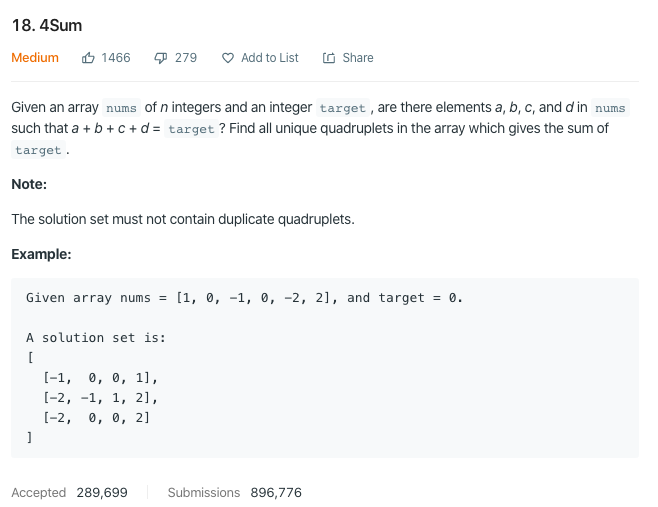 18. 4Sum
Medium 1466 279 Add to List Share
Given an array nums of n integers and an integer target , are there elements a, b, c, and d in nums
such that a + b + c + d = target ? Find all unique quadruplets in the array which gives the sum of
target .
Note:
The solution set must not contain duplicate quadruplets.
Example:
Given array nums = [1, 0, -1, 0, -2, 2], and target = 0.
A solution set is:
[
  [-1,  0, 0, 1],
  [-2, -1, 1, 2],
  [-2,  0, 0, 2]
]
Accepted 289,699 Submissions 896,776